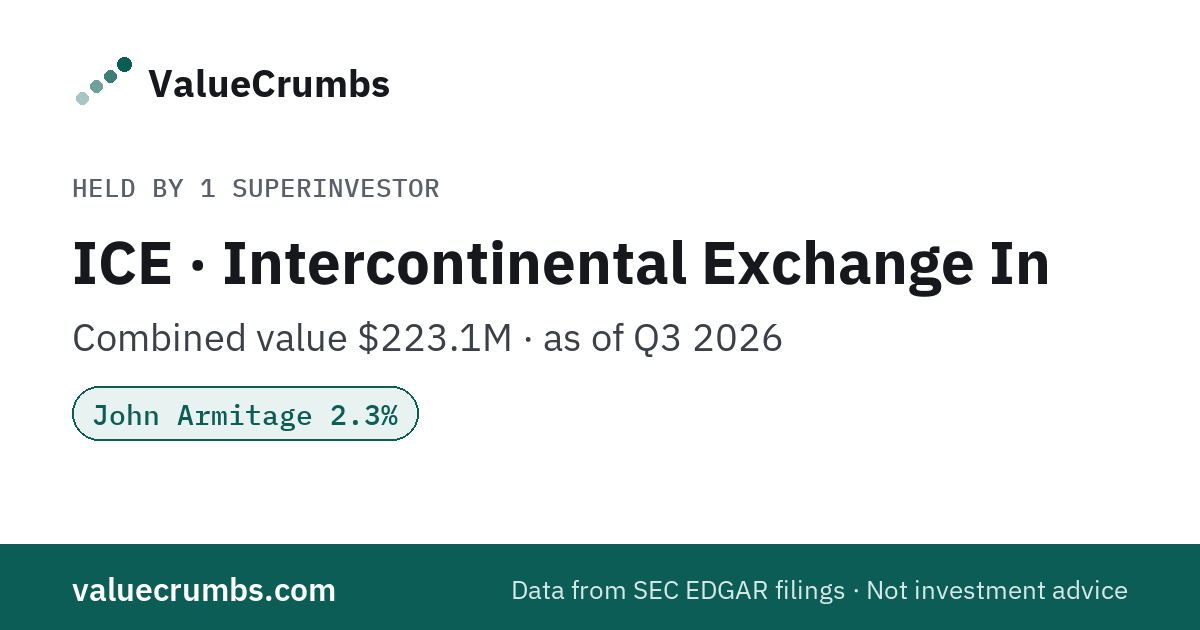 ValueCrumbs
HELD BY 1 SUPERINVESTOR
ICE · Intercontinental Exchange In
Combined value $223.1M · as of Q3 2026
John Armitage 2.3%
valuecrumbs.com
Data from SEC EDGAR filings · Not investment advice